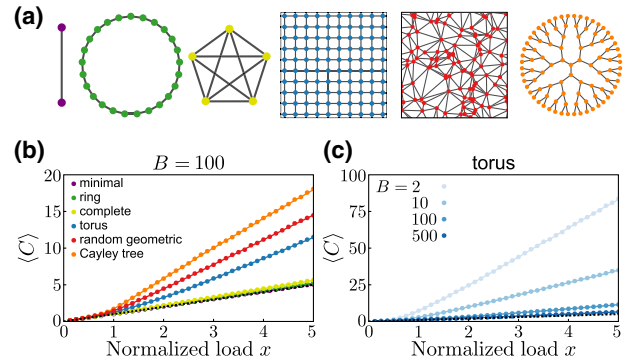 (a)
(b)
B = 100
⟨C⟩
20
15
10
5
0
minimal
ring
complete
torus
random geometric
Cayley tree
0 1 2 3 4 5
Normalized load x
(c)
torus
⟨C⟩
100
75
50
25
0
B = 2
10
100
500
0 1 2 3 4 5
Normalized load x